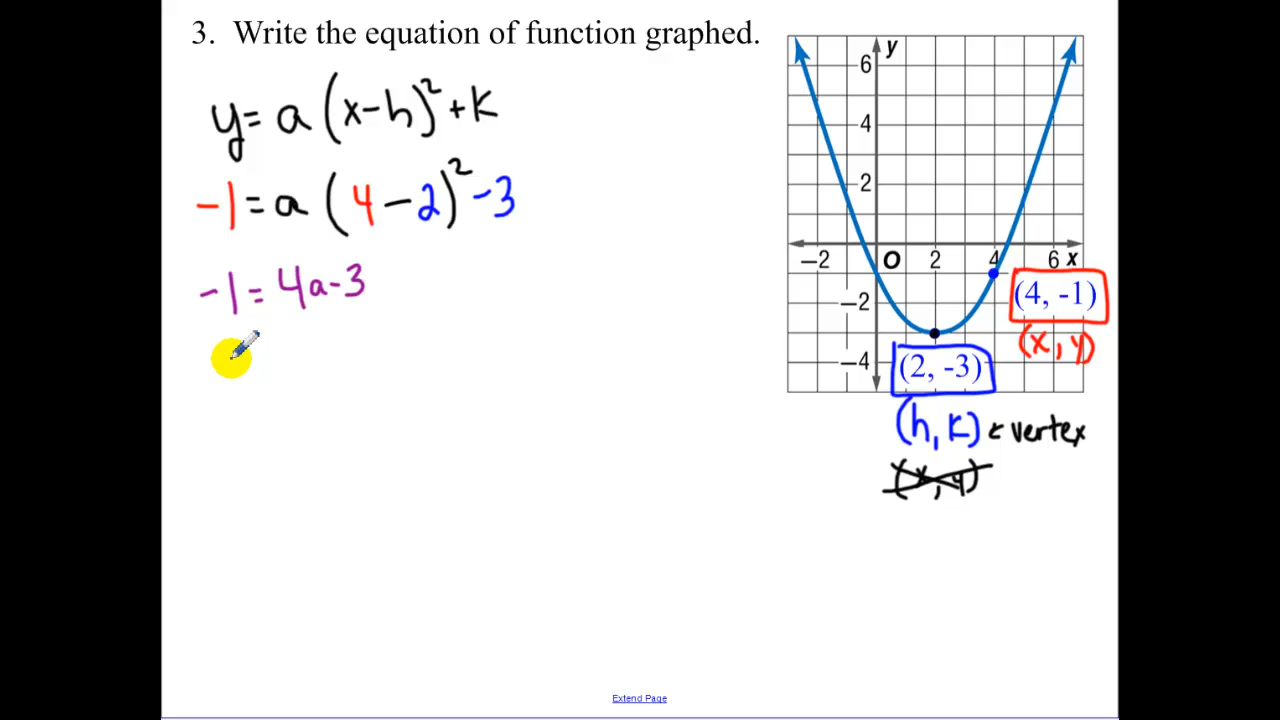 3. Write the equation of function graphed.
y = a (x-h)² + k
-1 = a (4 - 2)² - 3
-1 = 4a - 3
y
6
4
2
-2 O 2 4 6 x
-2
-4
(4, -1)
(x, y)
(2, -3)
(h, k) < vertex
(x, y)
Extend Page